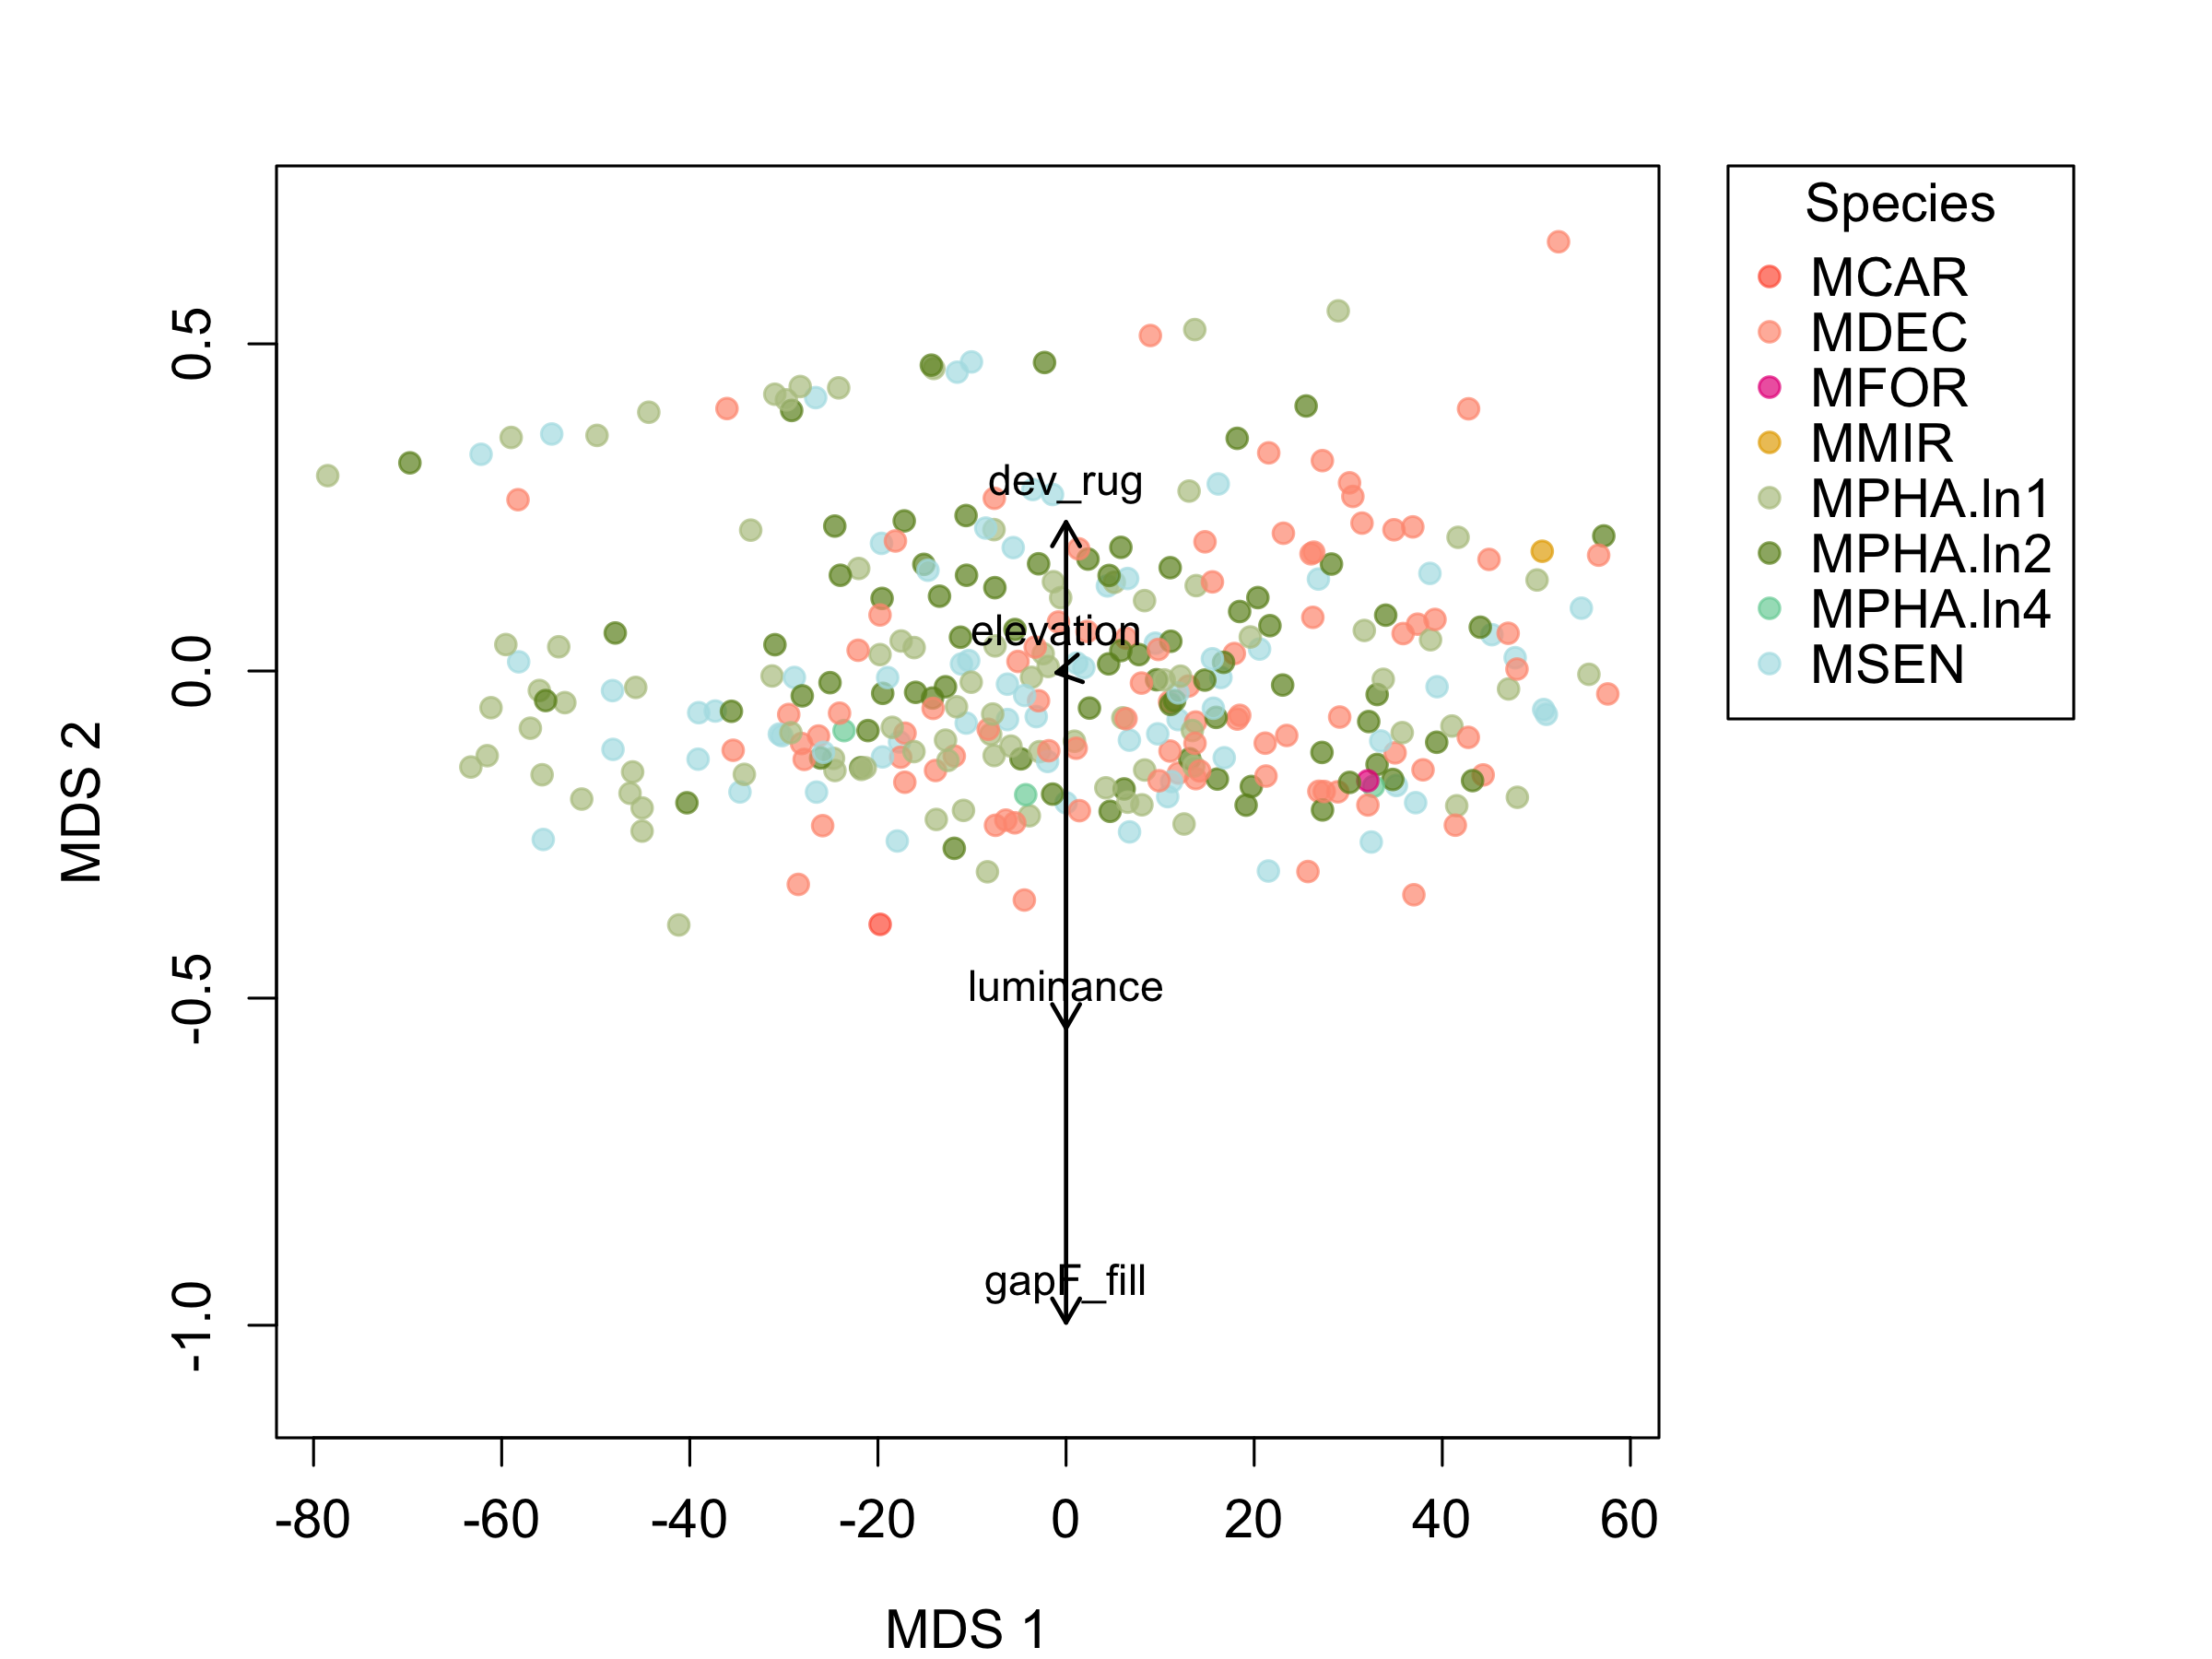 Species
MCAR
MDEC
MFOR
MMIR
MPHA.ln1
MPHA.ln2
MPHA.ln4
MSEN
MDS 2
0.5
0.0
-0.5
-1.0
dev_rug
elevation
luminance
gapF_fill
-80 -60 -40 -20 0 20 40 60
MDS 1